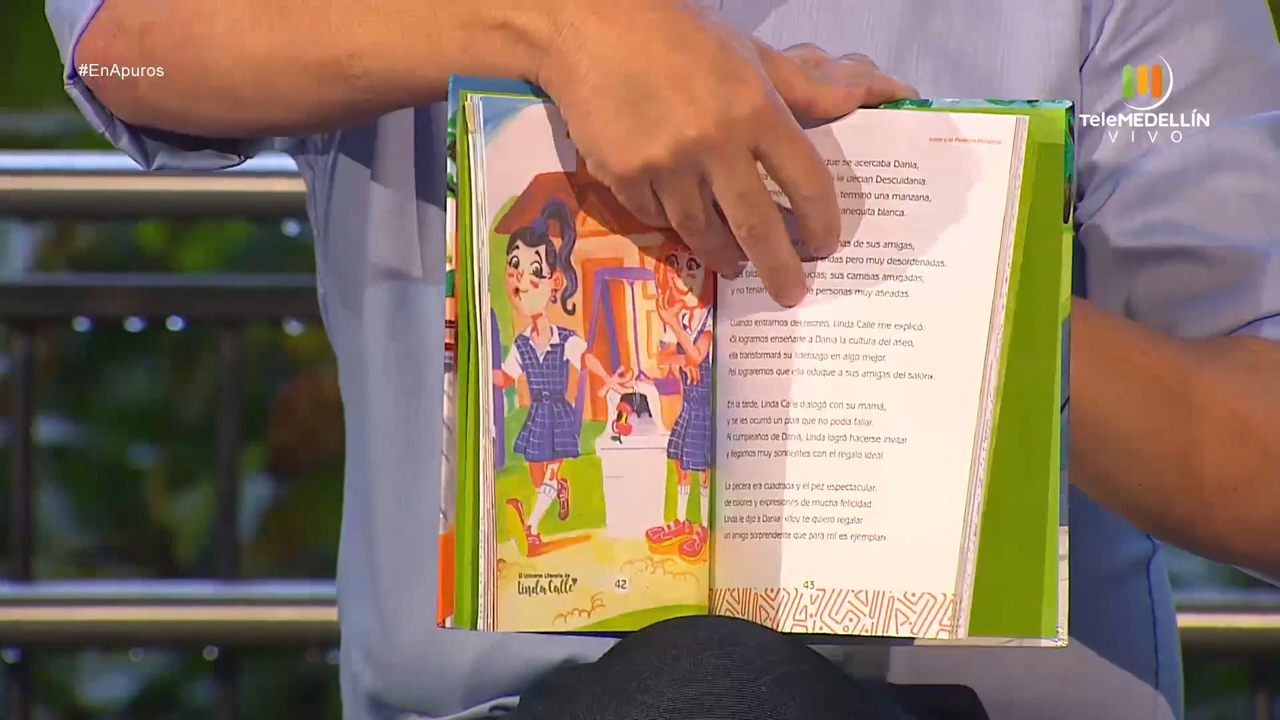 #EnApuros
TeleMEDELLÍN
VIVO
que se acercaba Dania,
la decían Descuidania.
terminó una manzana,
anequita blanca.
de sus amigas,
pero muy desordenadas.
sus camisas arrugadas,
y no tenían de personas muy aseadas.
Cuando entramos del recreo, Linda Calle me explicó:
«Si logramos enseñarle a Dania la cultura del aseo,
ella transformará su liderazgo en algo mejor.
Así lograremos que ella eduque a sus amigas del salón».
En la tarde, Linda Calle dialogó con su mamá,
y se les ocurrió un plan que no podía fallar.
Al cumpleaños de Dania, Linda logró hacerse invitar
y llegamos muy sonrientes con el regalo ideal.
La pecera era cuadrada y el pez espectacular,
de colores y expresiones de mucha felicidad.
Linda le dijo a Dania: «Hoy te quiero regalar
un amigo sorprendente que para mí es ejemplar».
El Universo Literario de
Linda Calle
42
43